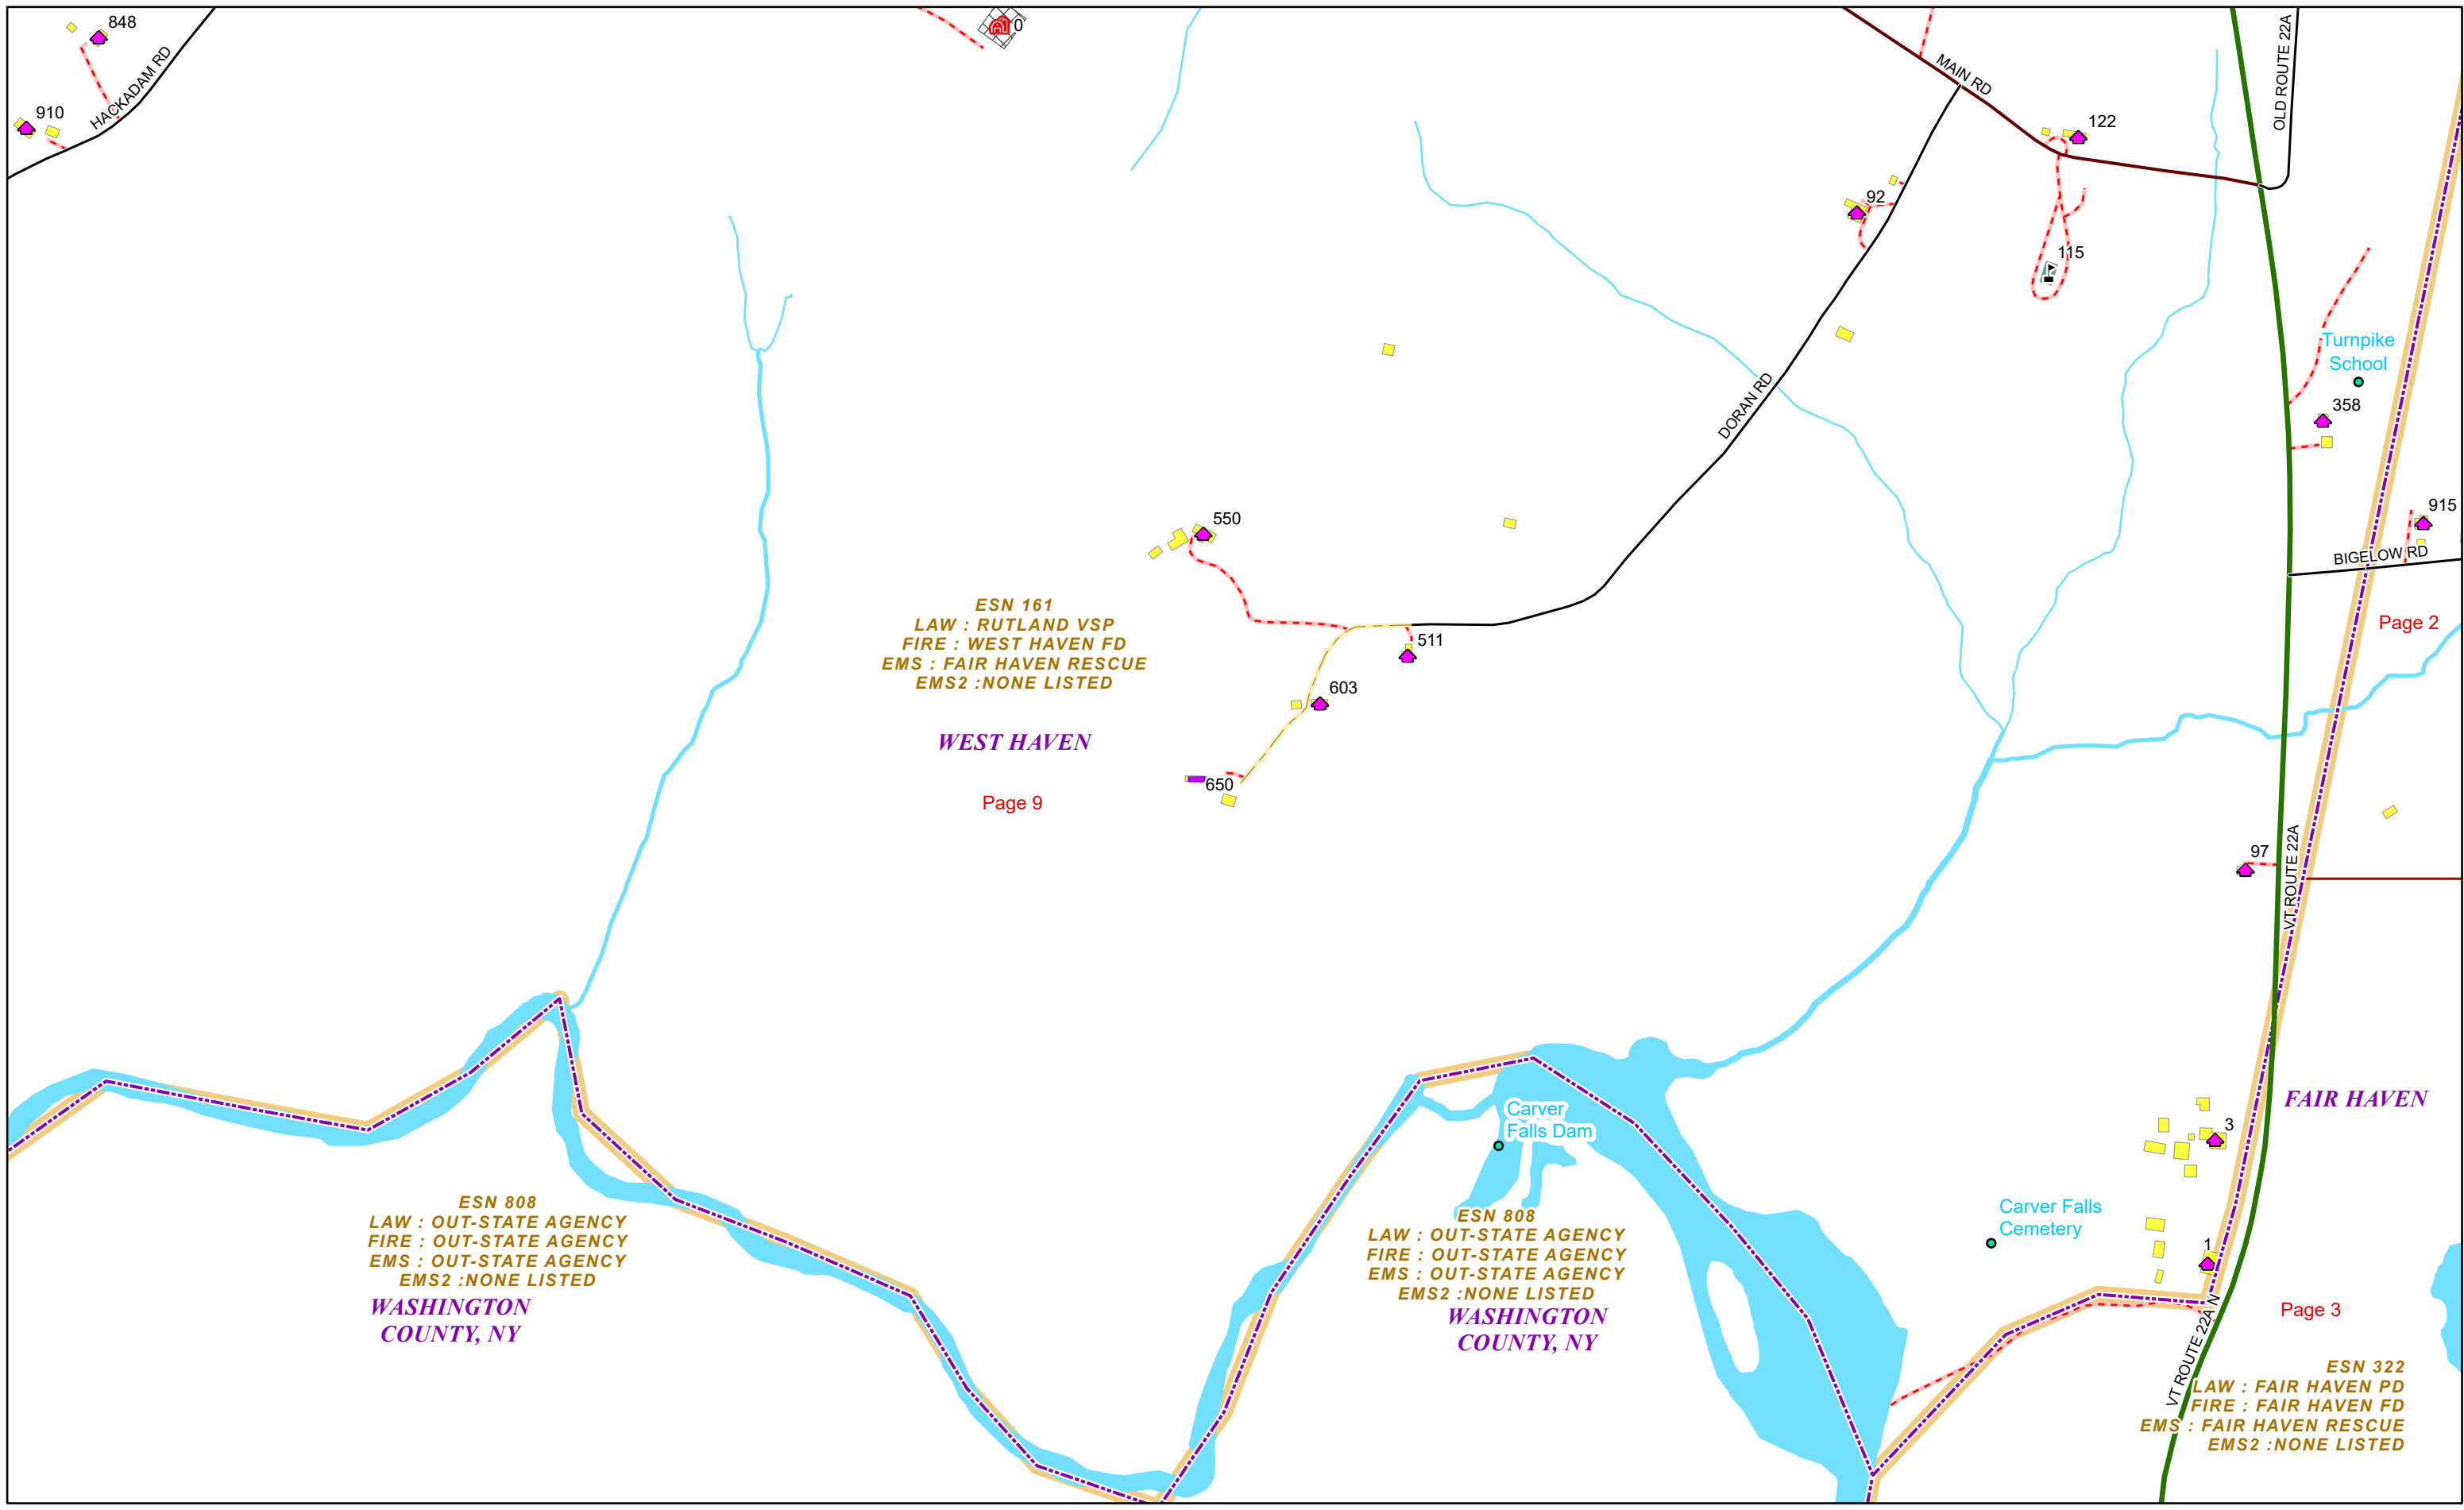 848
0
HACKADAM RD
910
MAIN RD
OLD ROUTE 22A
122
92
115
Turnpike
School
358
DORAN RD
915
550
BIGELOW RD
ESN 161
LAW : RUTLAND VSP
FIRE : WEST HAVEN FD
EMS : FAIR HAVEN RESCUE
EMS2 :NONE LISTED
Page 2
511
603
WEST HAVEN
650
Page 9
97
VT ROUTE 22A
FAIR HAVEN
Carver
Falls Dam
3
ESN 808
LAW : OUT-STATE AGENCY
FIRE : OUT-STATE AGENCY
EMS : OUT-STATE AGENCY
EMS2 :NONE LISTED
WASHINGTON
COUNTY, NY
ESN 808
LAW : OUT-STATE AGENCY
FIRE : OUT-STATE AGENCY
EMS : OUT-STATE AGENCY
EMS2 :NONE LISTED
WASHINGTON
COUNTY, NY
Carver Falls
Cemetery
1
Page 3
VT ROUTE 22A N
ESN 322
LAW : FAIR HAVEN PD
FIRE : FAIR HAVEN FD
EMS : FAIR HAVEN RESCUE
EMS2 :NONE LISTED